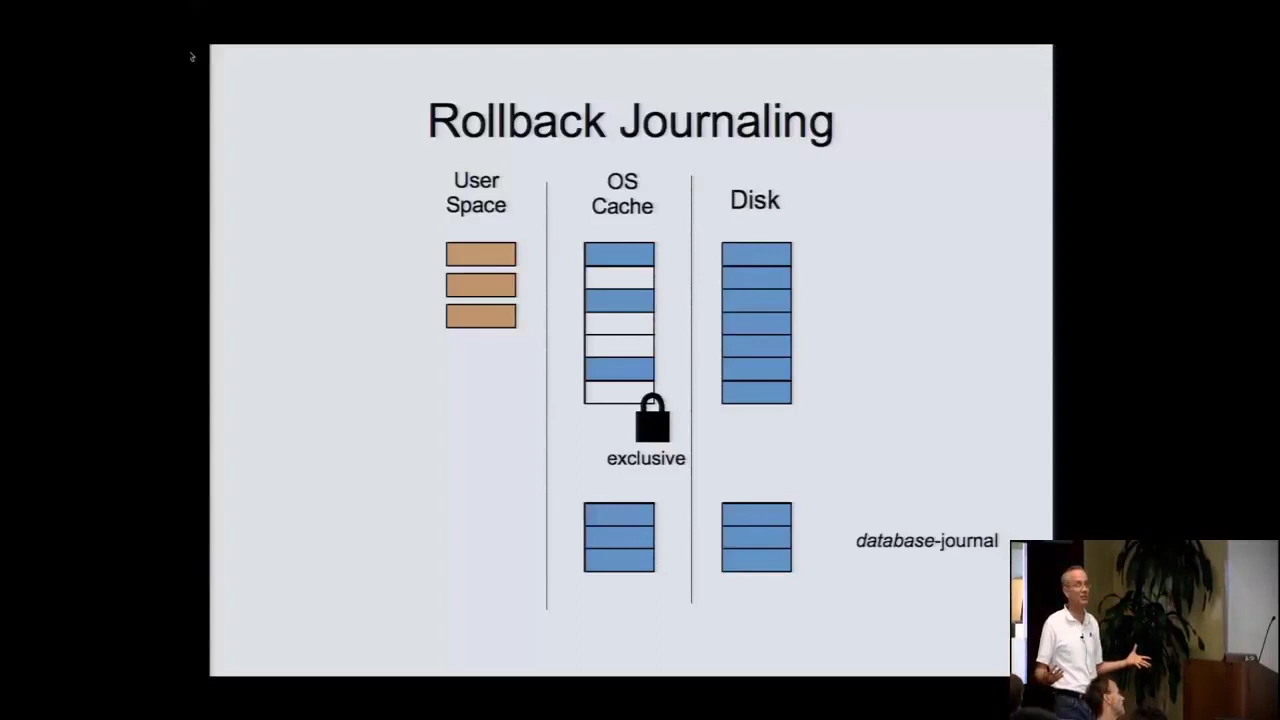 Rollback Journaling
User
Space
OS
Cache
Disk
exclusive
database-journal